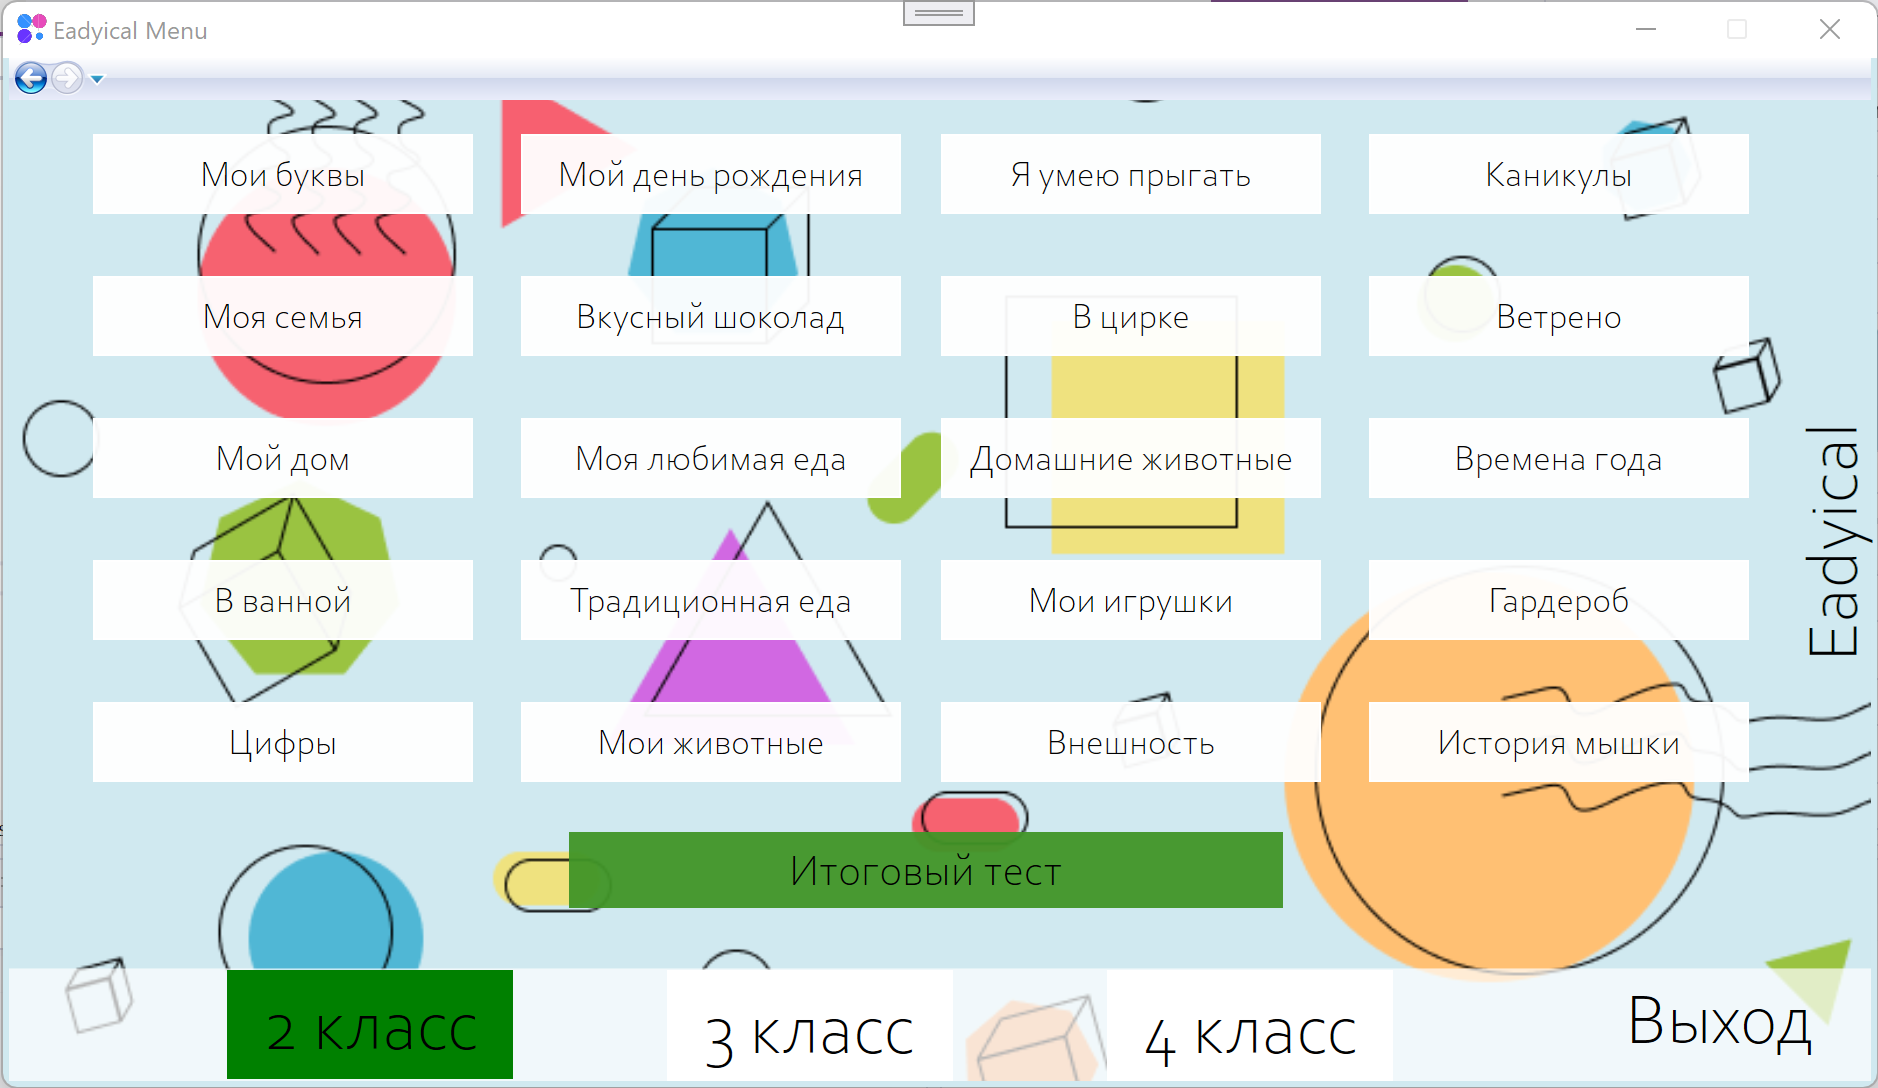 Eadyical Menu
Мои буквы
Мой день рождения
Я умею прыгать
Каникулы
Моя семья
Вкусный шоколад
В цирке
Ветрено
Мой дом
Моя любимая еда
Домашние животные
Времена года
В ванной
Традиционная еда
Мои игрушки
Гардероб
Цифры
Мои животные
Внешность
История мышки
Eadyical
Итоговый тест
2 класс
3 класс
4 класс
Выход